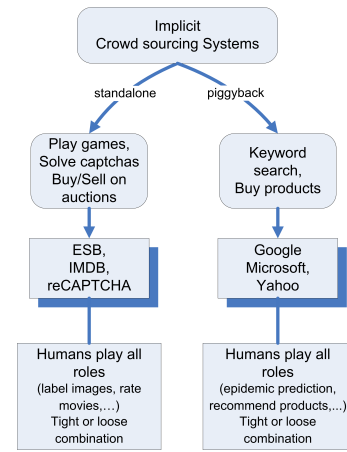 Implicit
Crowd sourcing Systems
standalone
piggyback
Play games,
Solve captchas
Buy/Sell on
auctions
Keyword
search,
Buy products
ESB,
IMDB,
reCAPTCHA
Google
Microsoft,
Yahoo
Humans play all
roles
(label images, rate
movies,...)
Tight or loose
combination
Humans play all
roles
(epidemic prediction,
recommend products,...)
Tight or loose
combination